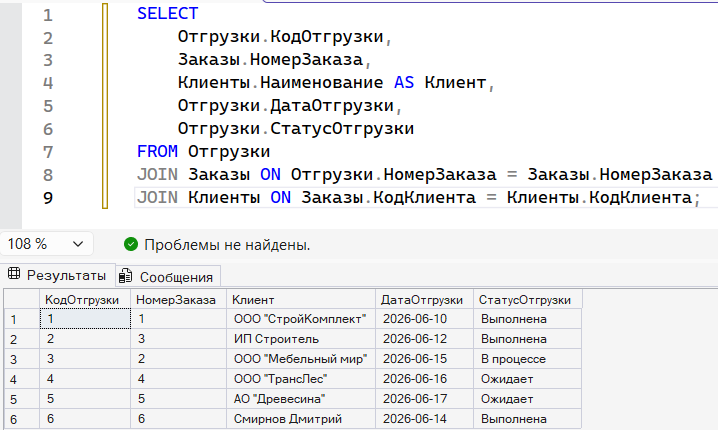 1 SELECT
2 Отгрузки.КодОтгрузки,
3 Заказы.НомерЗаказа,
4 Клиенты.Наименование AS Клиент,
5 Отгрузки.ДатаОтгрузки,
6 Отгрузки.СтатусОтгрузки
7 FROM Отгрузки
8 JOIN Заказы ON Отгрузки.НомерЗаказа = Заказы.НомерЗаказа
9 JOIN Клиенты ON Заказы.КодКлиента = Клиенты.КодКлиента;
108 % Проблемы не найдены.
Результаты Сообщения
КодОтгрузки НомерЗаказа Клиент ДатаОтгрузки СтатусОтгрузки
1 1 1 ООО "СтройКомплект" 2026-06-10 Выполнена
2 2 3 ИП Строитель 2026-06-12 Выполнена
3 3 2 ООО "Мебельный мир" 2026-06-15 В процессе
4 4 4 ООО "ТрансЛес" 2026-06-16 Ожидает
5 5 5 АО "Древесина" 2026-06-17 Ожидает
6 6 6 Смирнов Дмитрий 2026-06-14 Выполнена